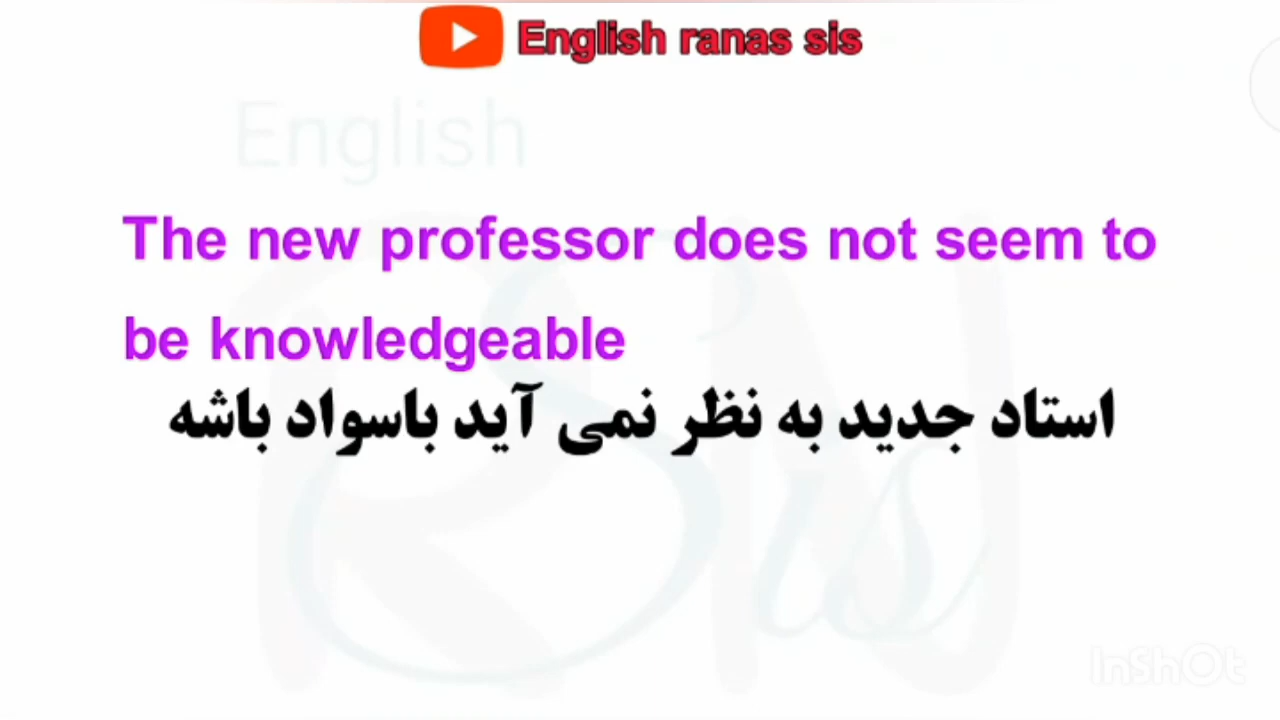 English ranas sis
English
The new professor does not seem to
be knowledgeable
استاد جدید به نظر نمی آید باسواد باشه
Sis
InShOt